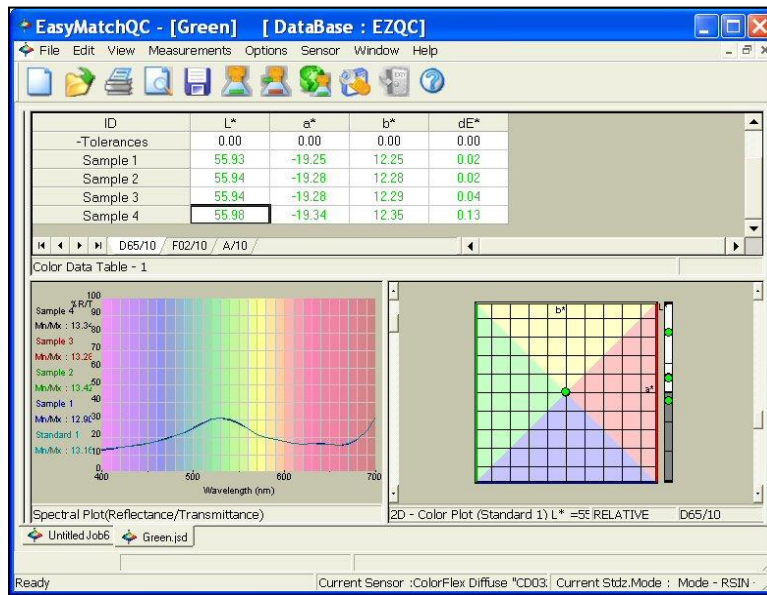 EasyMatchQC - [Green] [ DataBase : EZQC]
File Edit View Measurements Options Sensor Window Help
ID L* a* b* dE*
-Tolerances 0.00 0.00 0.00 0.00
Sample 1 55.93 -19.25 12.25 0.02
Sample 2 55.94 -19.28 12.28 0.02
Sample 3 55.94 -19.28 12.29 0.04
Sample 4 55.98 -19.34 12.35 0.13
D65/10 F02/10 A/10
Color Data Table - 1
% R/T
100
90
80
70
60
50
40
30
20
10
0
Sample 4
Mn/Mx : 13.34
Sample 3
Mn/Mx : 13.28
Sample 2
Mn/Mx : 13.42
Sample 1
Mn/Mx : 12.90
Standard 1
Mn/Mx : 13.16
400 500 600 700
Wavelength (nm)
b*
L
a*
Spectral Plot(Reflectance/Transmittance)
2D - Color Plot (Standard 1) L* =55 RELATIVE D65/10
Untitled Job6 Green.jsd
Ready Current Sensor :ColorFlex Diffuse "CD03 Current Stdz.Mode : Mode - RSIN -